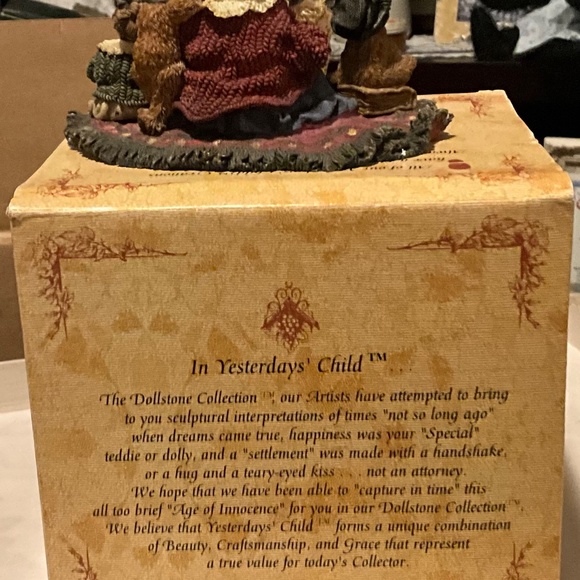 In Yesterdays' Child ™. . .
The Dollstone Collection ™, our Artists have attempted to bring
to you sculptural interpretations of times "not so long ago"
when dreams came true, happiness was your "Special"
teddie or dolly, and a "settlement" was made with a handshake,
or a hug and a teary-eyed kiss . . . not an attorney.
We hope that we have been able to "capture in time" this
all too brief "Age of Innocence" for you in our Dollstone Collection™.
We believe that Yesterdays' Child ™ forms a unique combination
of Beauty, Craftsmanship, and Grace that represent
a true value for today's Collector.